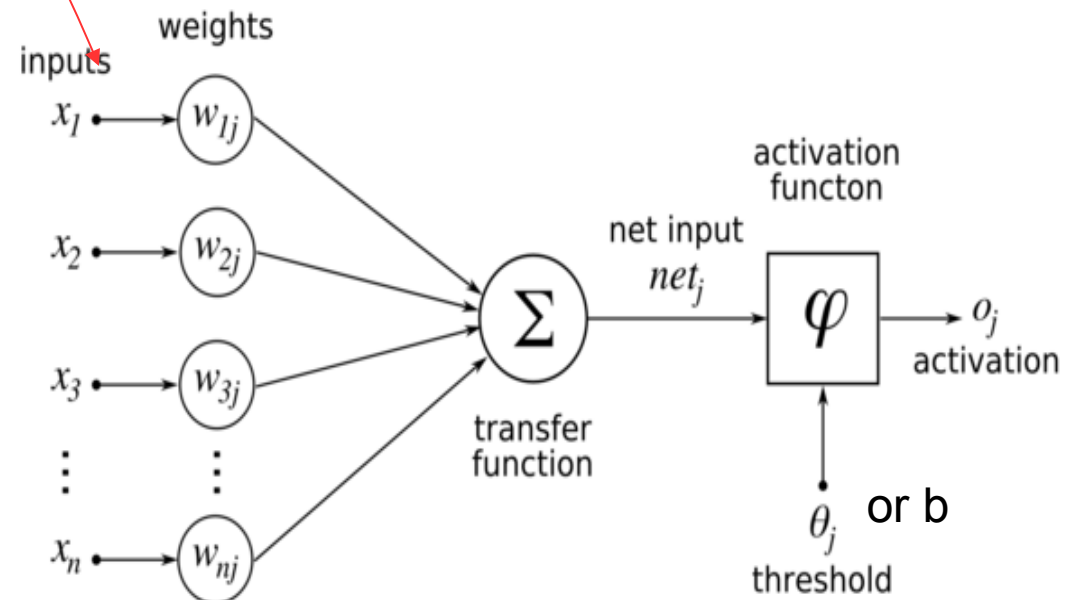 weights
inputs
x1
w1j
x2
w2j
x3
w3j
⋮
⋮
xn
wnj
Σ
transfer
function
net input
netj
activation
functon
φ
oj
activation
θj
or b
threshold